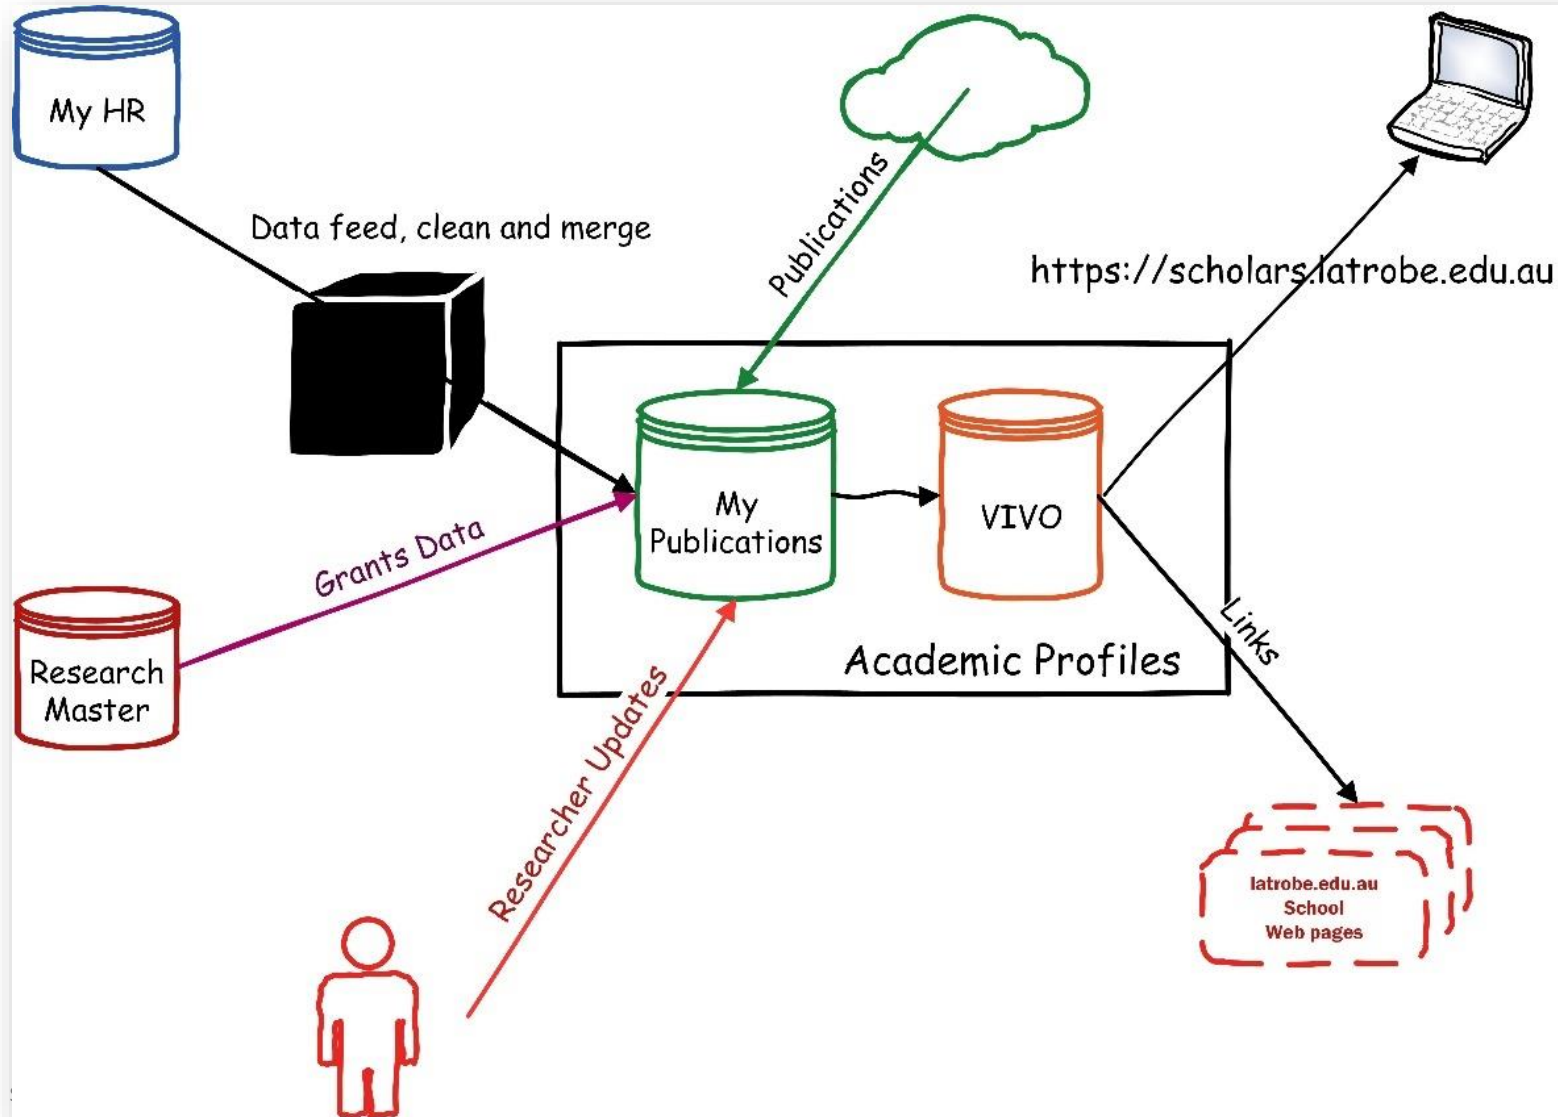 My HR
Data feed, clean and merge
Publications
https://scholars.latrobe.edu.au
My
Publications
VIVO
Grants Data
Links
Academic Profiles
Research
Master
Researcher Updates
latrobe.edu.au
School
Web pages